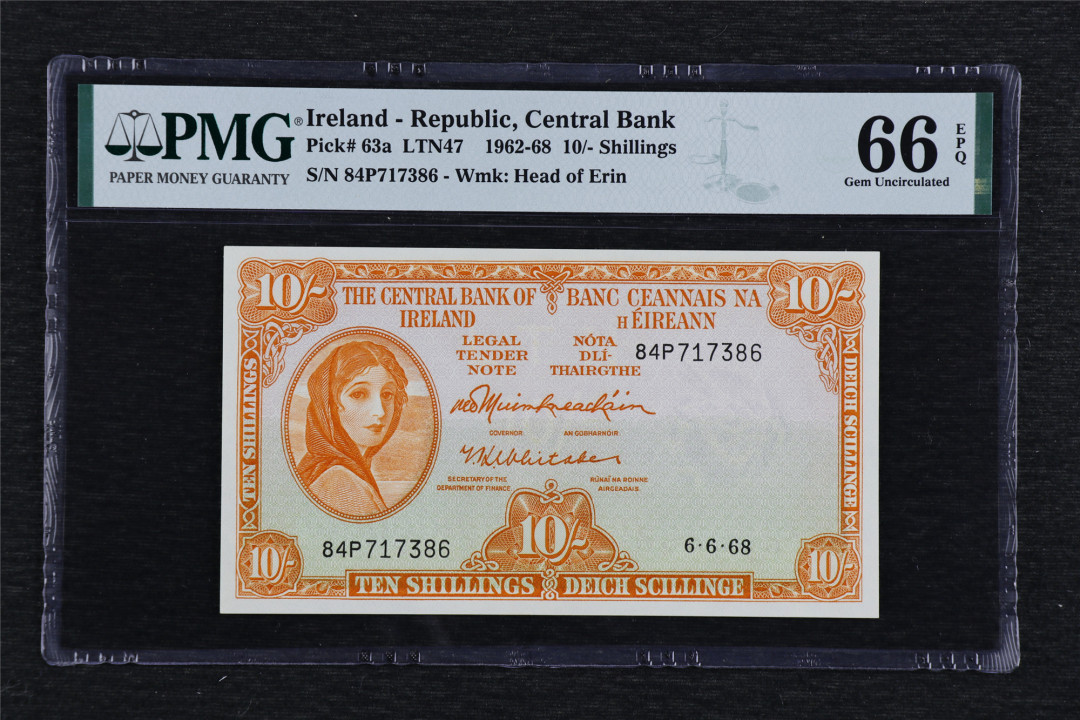 PMG®
PAPER MONEY GUARANTY
Ireland - Republic, Central Bank
Pick# 63a LTN47 1962-68 10/- Shillings
S/N 84P717386 - Wmk: Head of Erin
66
EPQ
Gem Uncirculated
10/-
10/-
THE CENTRAL BANK OF IRELAND
BANC CEANNAIS NA hÉIREANN
LEGAL
TENDER
NOTE
NÓTA
DLÍ-
THAIRGTHE
84P717386
TEN SHILLINGS
DEICH SCILLINGE
GOVERNOR
AN GOBHARNÓIR
SECRETARY OF THE
DEPARTMENT OF FINANCE
RÚNAÍ NA ROINNE
AIRGEADAIS.
84P717386
10/-
6·6·68
10/-
10/-
TEN SHILLINGS
DEICH SCILLINGE